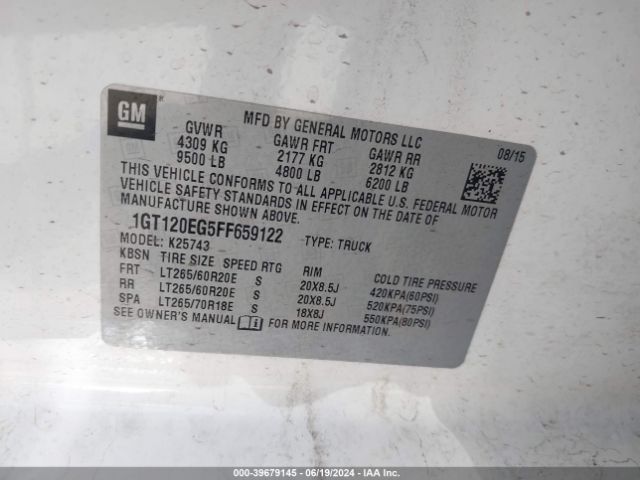 GM
MFD BY GENERAL MOTORS LLC
08/15
GVWR GAWR FRT GAWR RR
4309 KG 2177 KG 2812 KG
9500 LB 4800 LB 6200 LB
THIS VEHICLE CONFORMS TO ALL APPLICABLE U.S. FEDERAL MOTOR
VEHICLE SAFETY STANDARDS IN EFFECT ON THE DATE OF
MANUFACTURE SHOWN ABOVE.
1GT120EG5FF659122 TYPE: TRUCK
MODEL: K25743
KBSN TIRE SIZE SPEED RTG RIM COLD TIRE PRESSURE
FRT LT265/60R20E S 20X8.5J 420KPA(60PSI)
RR LT265/60R20E S 20X8.5J 520KPA(75PSI)
SPA LT265/70R18E S 18X8J 550KPA(80PSI)
SEE OWNER'S MANUAL FOR MORE INFORMATION.
000-39679145 - 06/19/2024 - IAA Inc.